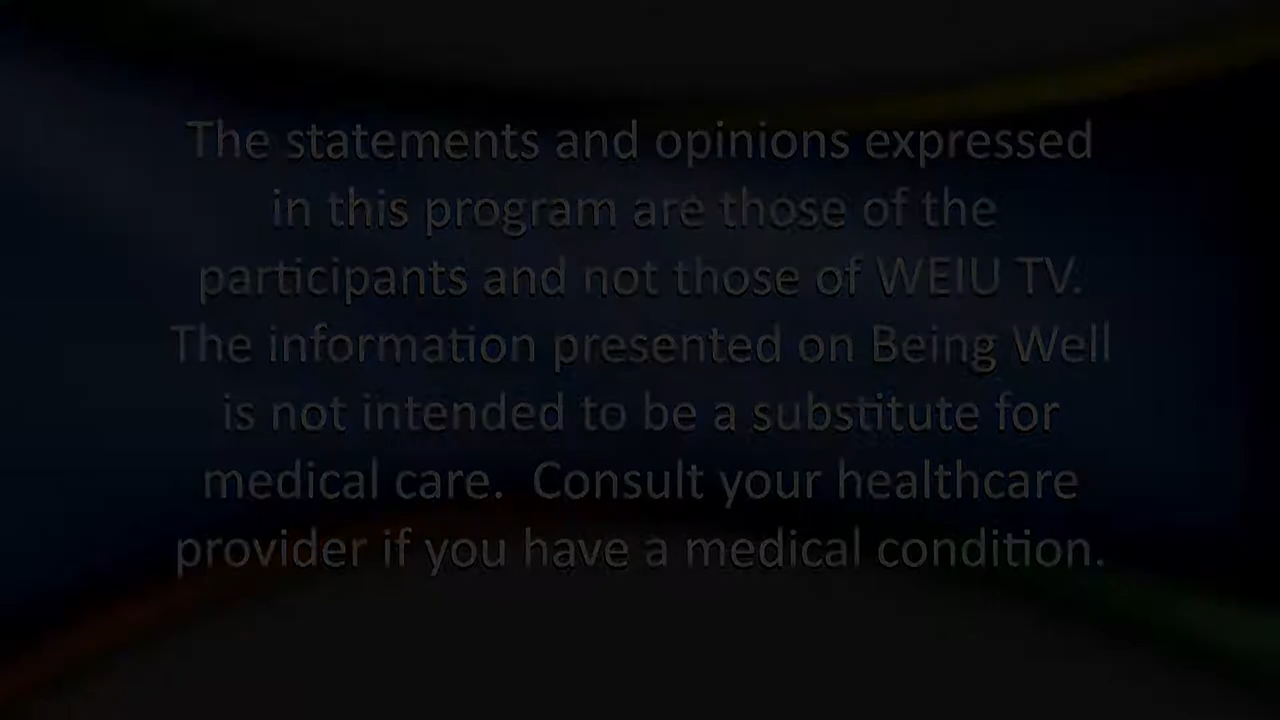 The statements and opinions expressed
in this program are those of the
participants and not those of WEIU TV.
The information presented on Being Well
is not intended to be a substitute for
medical care.  Consult your healthcare
provider if you have a medical condition.